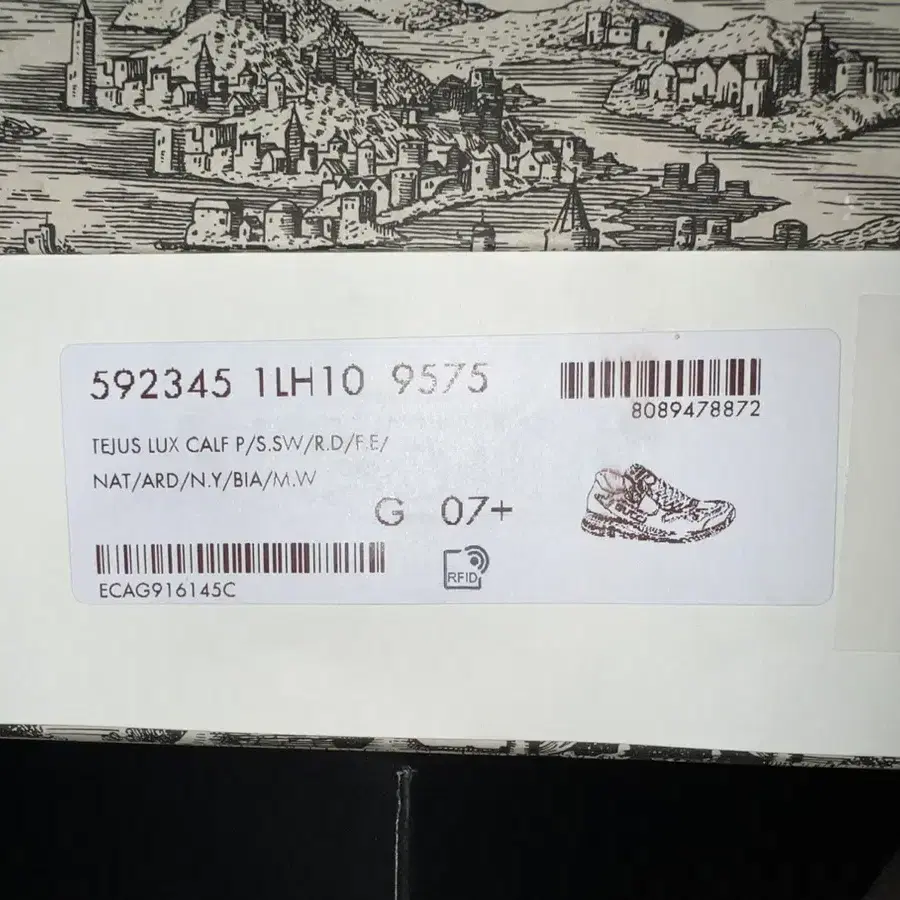 592345 1LH10 9575
8089478872
TEJUS LUX CALF P/S.SW/R.D/F.E/
NAT/ARD/N.Y/BIA/M.W
G 07+
ECAG916145C
RFID